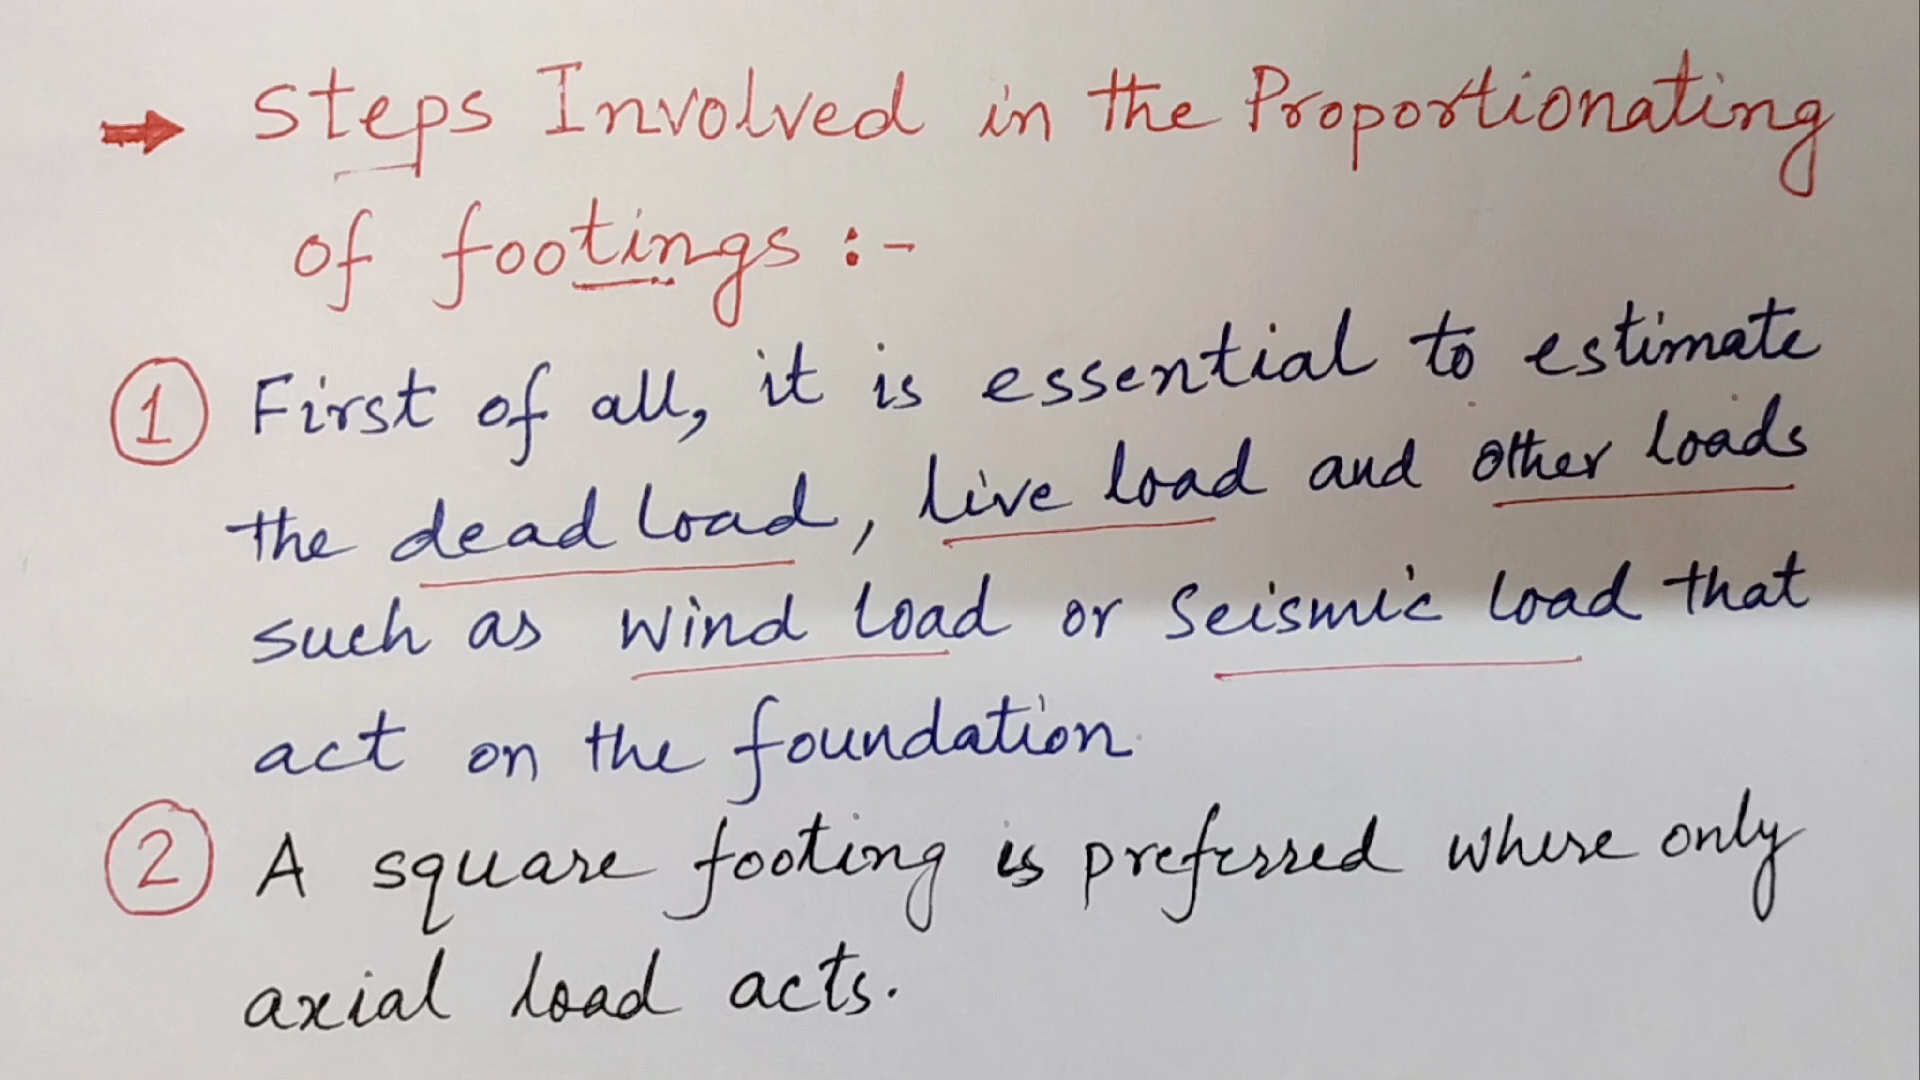 → Steps Involved in the Proportionating
of footings :-
1 First of all, it is essential to estimate
the dead load, live load and other loads
such as wind load or seismic load that
act on the foundation.
2 A square footing is preferred where only
axial load acts.